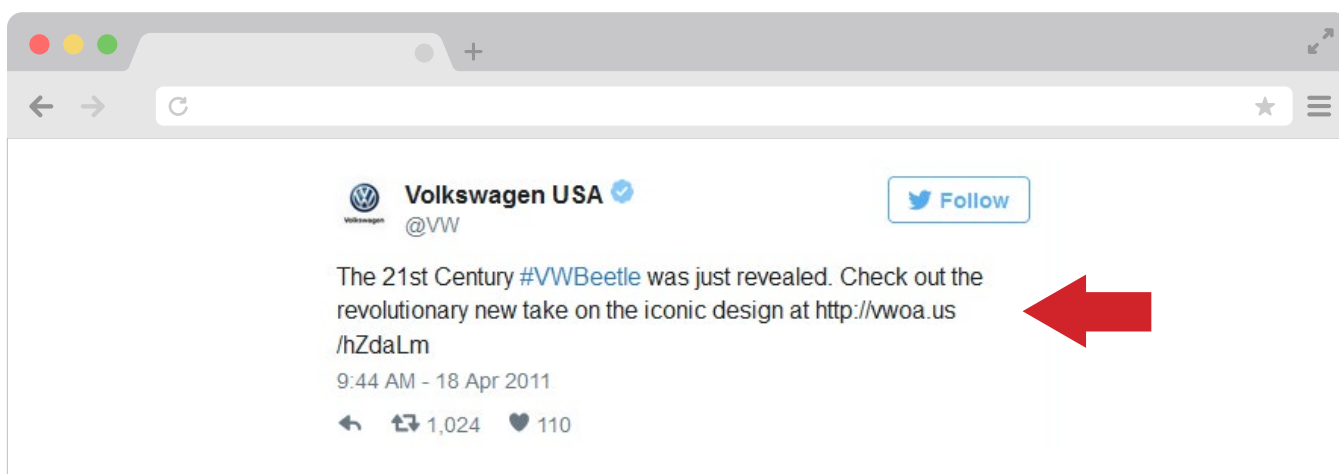 Volkswagen USA
Follow
Volkswagen
@VW
The 21st Century #VWBeetle was just revealed. Check out the
revolutionary new take on the iconic design at http://vwoa.us
/hZdaLm
9:44 AM - 18 Apr 2011
1,024 110